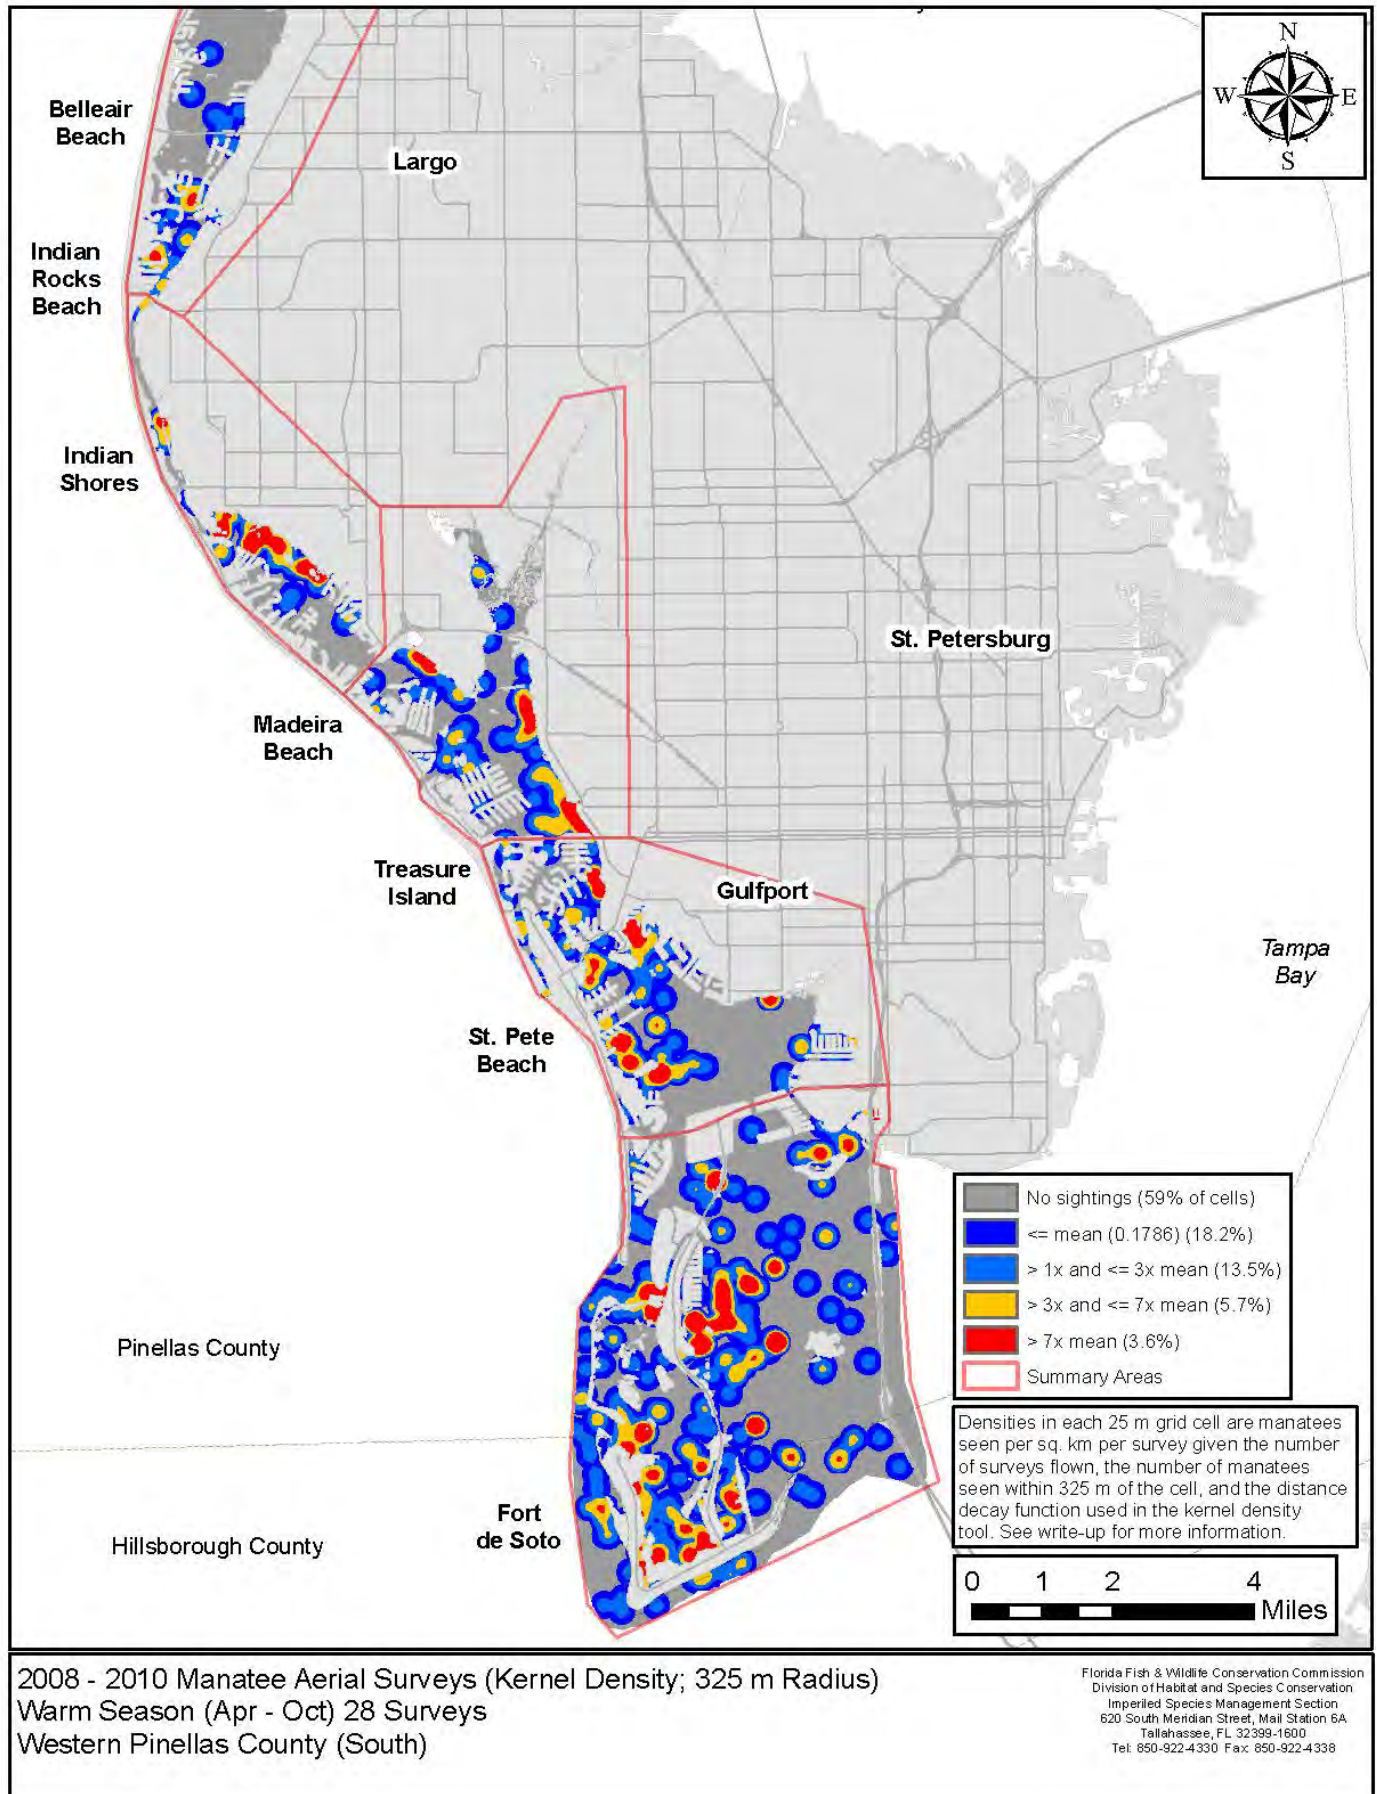 N
W
E
S
Belleair
Beach
Largo
Indian
Rocks
Beach
Indian
Shores
St. Petersburg
Madeira
Beach
Treasure
Island
Gulfport
Tampa
Bay
St. Pete
Beach
No sightings (59% of cells)
<= mean (0.1786) (18.2%)
> 1x and <= 3x mean (13.5%)
> 3x and <= 7x mean (5.7%)
> 7x mean (3.6%)
Summary Areas
Pinellas County
Densities in each 25 m grid cell are manatees
seen per sq. km per survey given the number
of surveys flown, the number of manatees
seen within 325 m of the cell, and the distance
decay function used in the kernel density
tool. See write-up for more information.
Fort
de Soto
Hillsborough County
0 1 2 4
Miles
2008 - 2010 Manatee Aerial Surveys (Kernel Density; 325 m Radius)
Warm Season (Apr - Oct) 28 Surveys
Western Pinellas County (South)
Florida Fish & Wildlife Conservation Commission
Division of Habitat and Species Conservation
Imperiled Species Management Section
620 South Meridian Street, Mail Station 6A
Tallahassee, FL 32399-1600
Tel: 850-922-4330 Fax: 850-922-4338